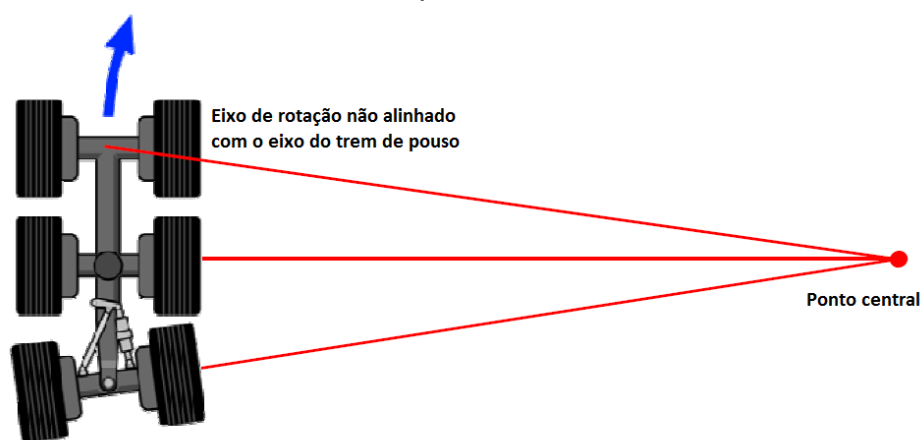 Eixo de rotação não alinhado
com o eixo do trem de pouso
Ponto central